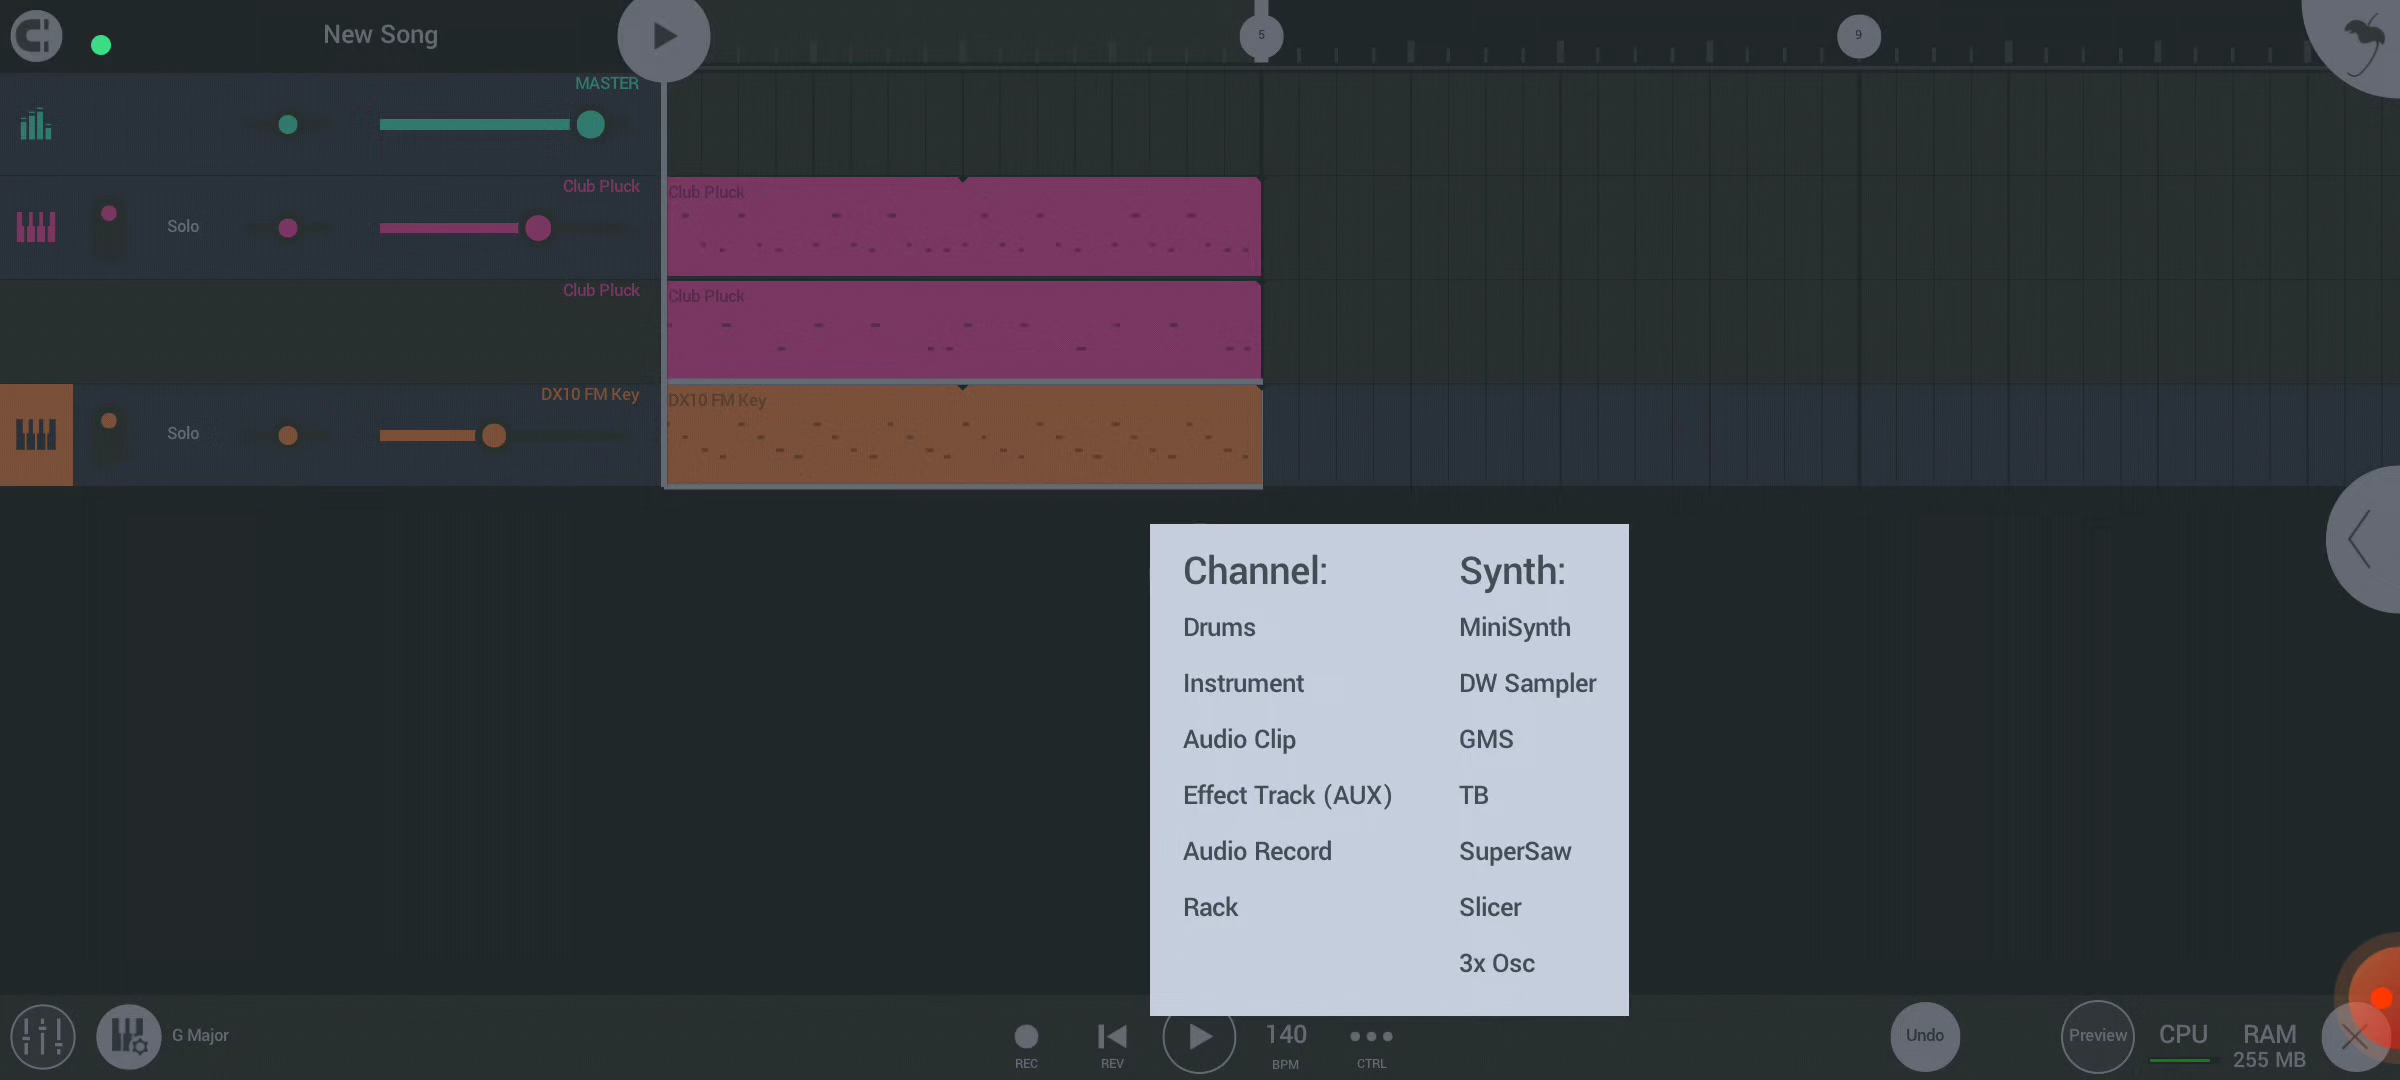 New Song
5
9
MASTER
Club Pluck
Solo
Club Pluck
Club Pluck
Club Pluck
DX10 FM Key
Solo
DX10 FM Key
Channel:
Drums
Instrument
Audio Clip
Effect Track (AUX)
Audio Record
Rack
Synth:
MiniSynth
DW Sampler
GMS
TB
SuperSaw
Slicer
3x Osc
G Major
REC
REV
140
BPM
CTRL
Undo
Preview
CPU
RAM
255 MB